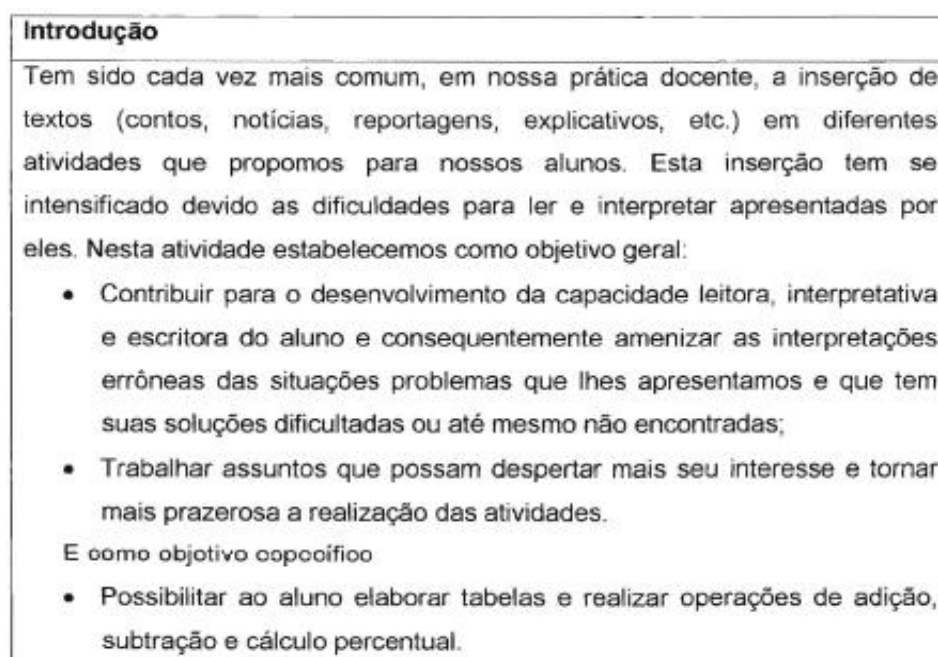 Introdução
Tem sido cada vez mais comum, em nossa prática docente, a inserção de
textos (contos, notícias, reportagens, explicativos, etc.) em diferentes
atividades que propomos para nossos alunos. Esta inserção tem se
intensificado devido as dificuldades para ler e interpretar apresentadas por
eles. Nesta atividade estabelecemos como objetivo geral:
• Contribuir para o desenvolvimento da capacidade leitora, interpretativa
e escritora do aluno e consequentemente amenizar as interpretações
errôneas das situações problemas que lhes apresentamos e que tem
suas soluções dificultadas ou até mesmo não encontradas;
• Trabalhar assuntos que possam despertar mais seu interesse e tornar
mais prazerosa a realização das atividades.
E como objetivo específico
• Possibilitar ao aluno elaborar tabelas e realizar operações de adição,
subtração e cálculo percentual.